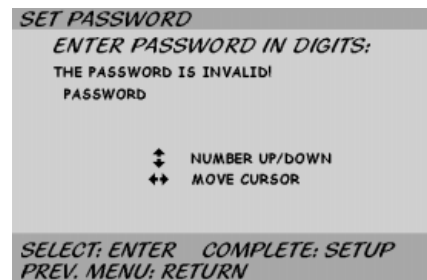 SET PASSWORD
ENTER PASSWORD IN DIGITS:
THE PASSWORD IS INVALID!
PASSWORD
NUMBER UP/DOWN
MOVE CURSOR
SELECT: ENTER COMPLETE: SETUP
PREV. MENU: RETURN